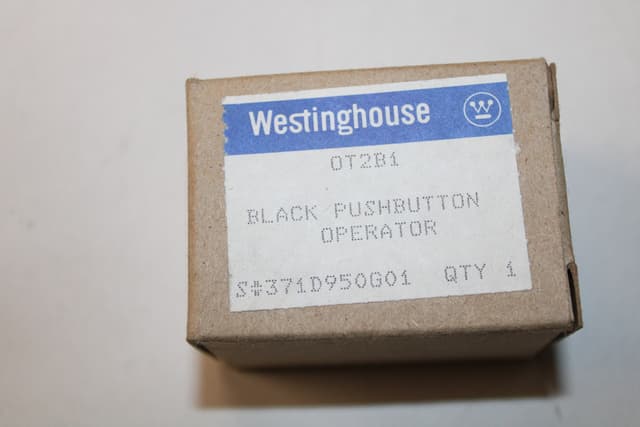 Westinghouse W
OT2B1
BLACK PUSHBUTTON
OPERATOR
S#371D950G01 QTY 1